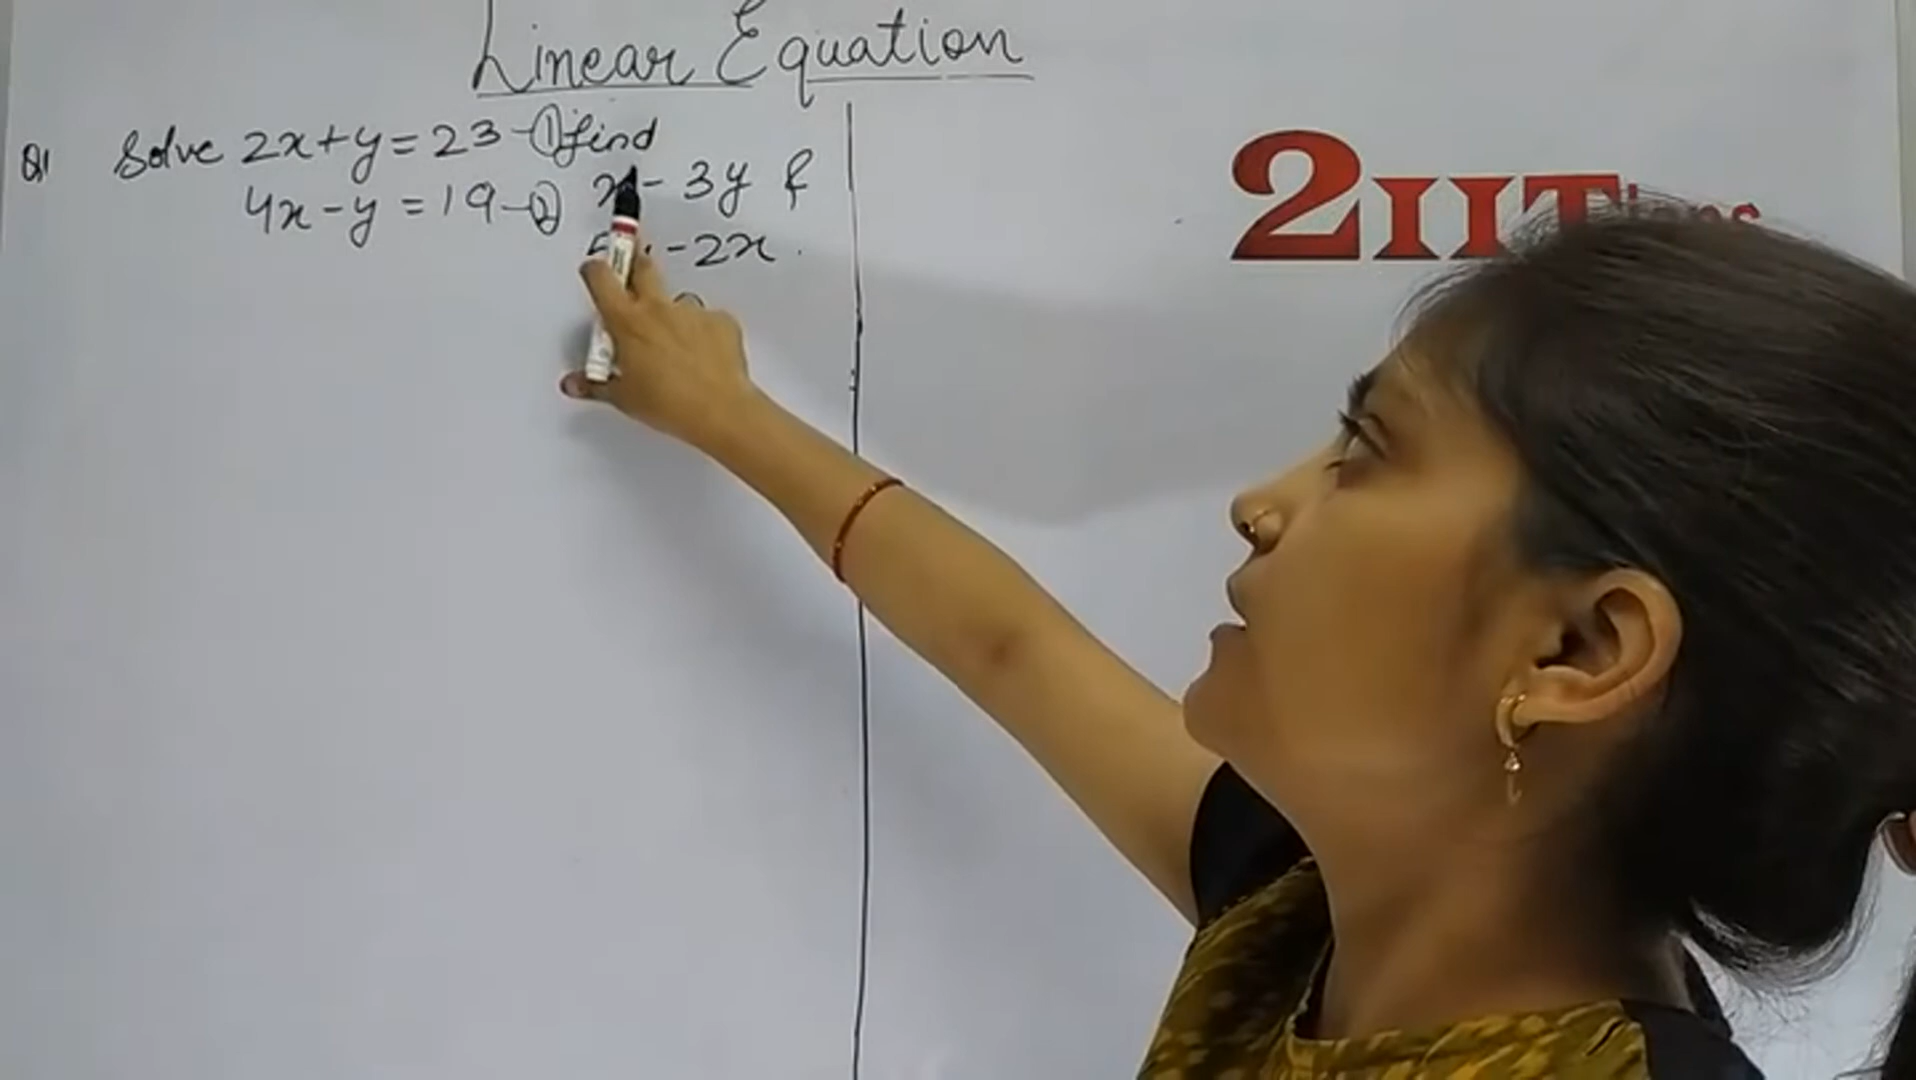 Linear Equation
Q1 Solve 2x+y=23 -① find
4x-y=19 -② x-3y &
-2x.
2IIT